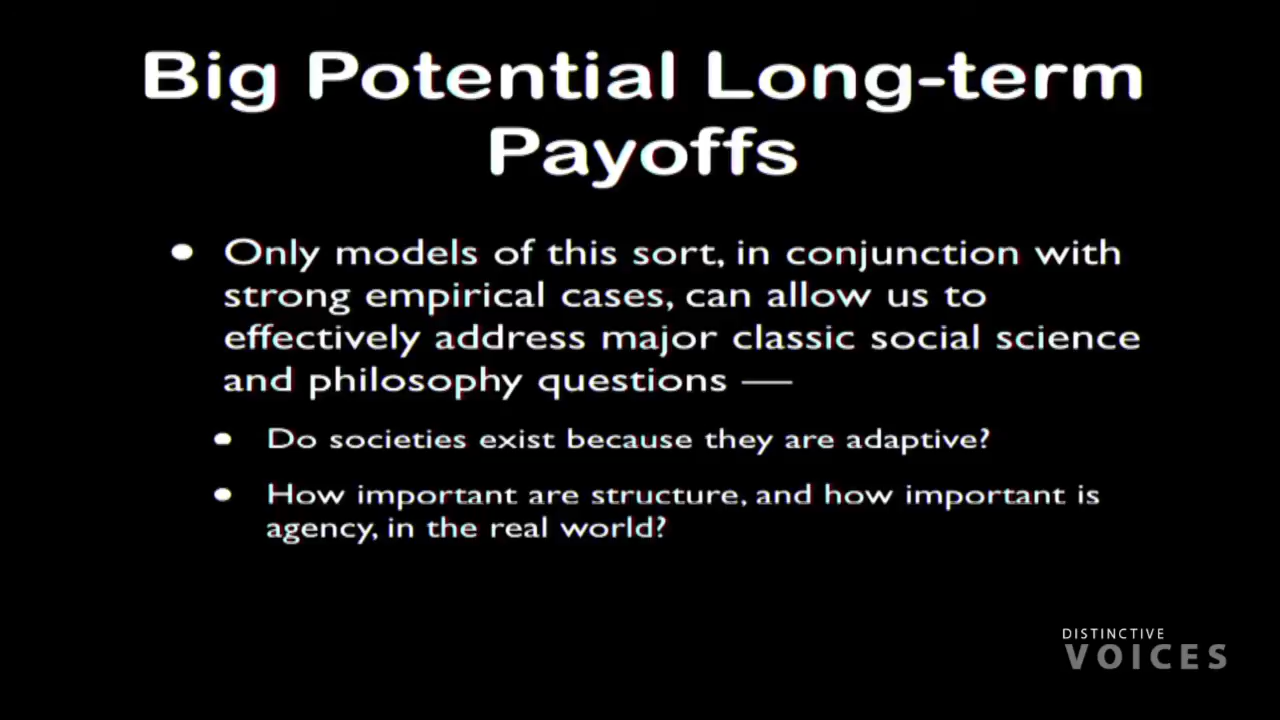 Big Potential Long-term
Payoffs
• Only models of this sort, in conjunction with
strong empirical cases, can allow us to
effectively address major classic social science
and philosophy questions —
• Do societies exist because they are adaptive?
• How important are structure, and how important is
agency, in the real world?
DISTINCTIVE
VOICES